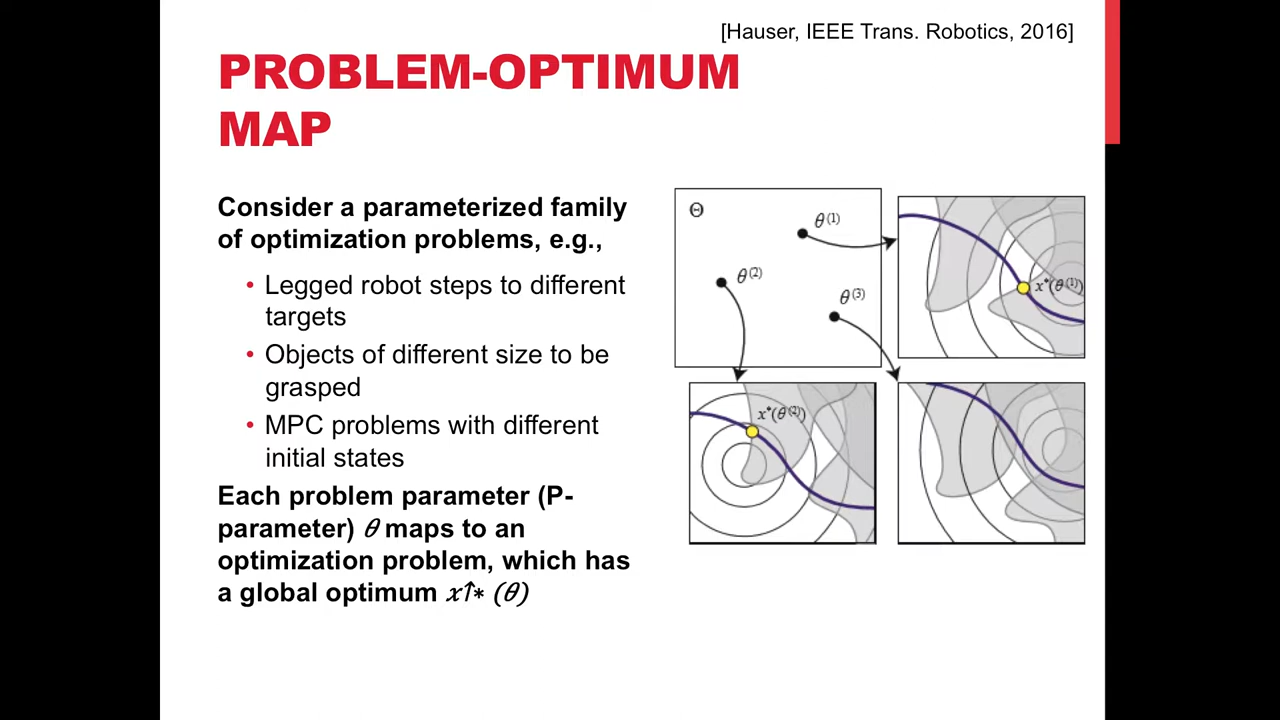 [Hauser, IEEE Trans. Robotics, 2016]
PROBLEM-OPTIMUM
MAP
Consider a parameterized family
of optimization problems, e.g.,
• Legged robot steps to different
targets
• Objects of different size to be
grasped
• MPC problems with different
initial states
Each problem parameter (P-
parameter) θ maps to an
optimization problem, which has
a global optimum x↑* (θ)
Θ
θ(1)
θ(2)
θ(3)
x*(θ(1))
x*(θ(2))